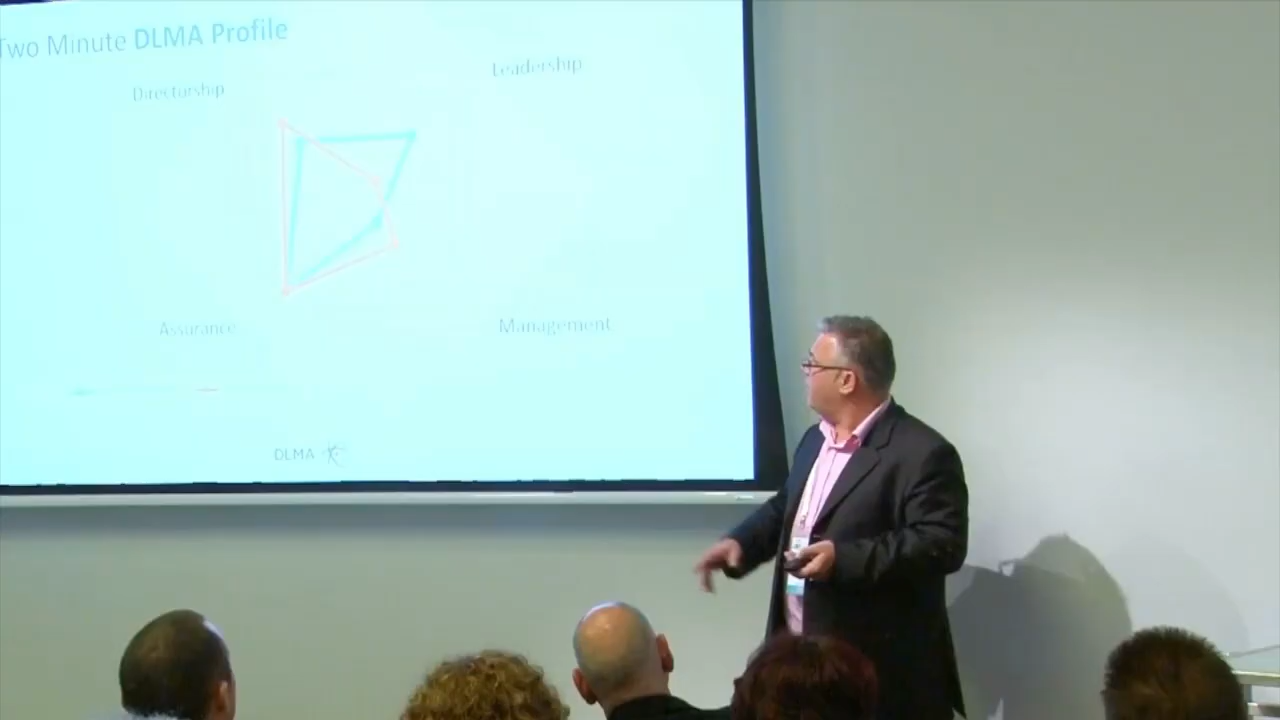 Two Minute DLMA Profile
Leadership
Directorship
Assurance
Management
DLMA